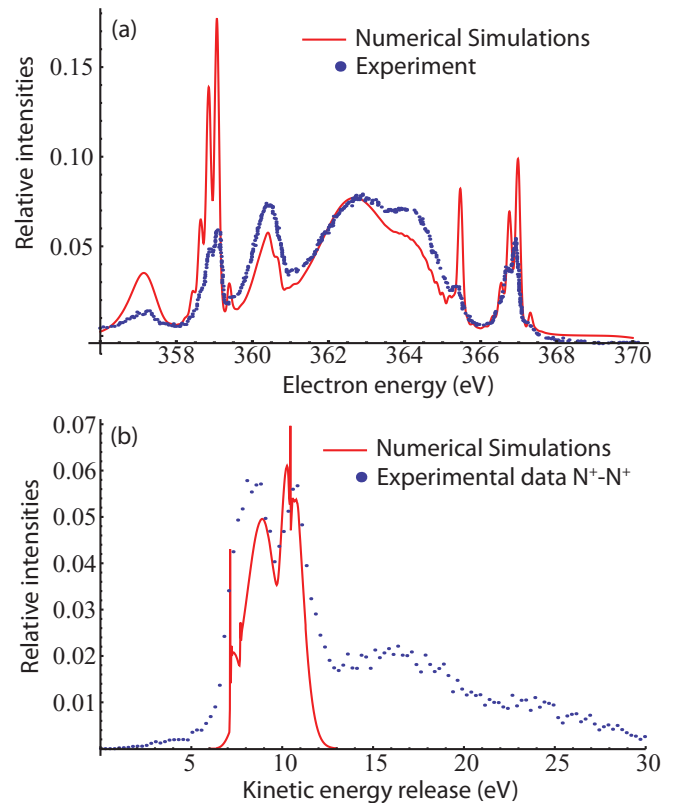 (a)
Numerical Simulations
Experiment
0.15
0.10
0.05
Relative intensities
358 360 362 364 366 368 370
Electron energy (eV)
(b)
Numerical Simulations
Experimental data N⁺-N⁺
0.07
0.06
0.05
0.04
0.03
0.02
0.01
Relative intensities
5 10 15 20 25 30
Kinetic energy release (eV)